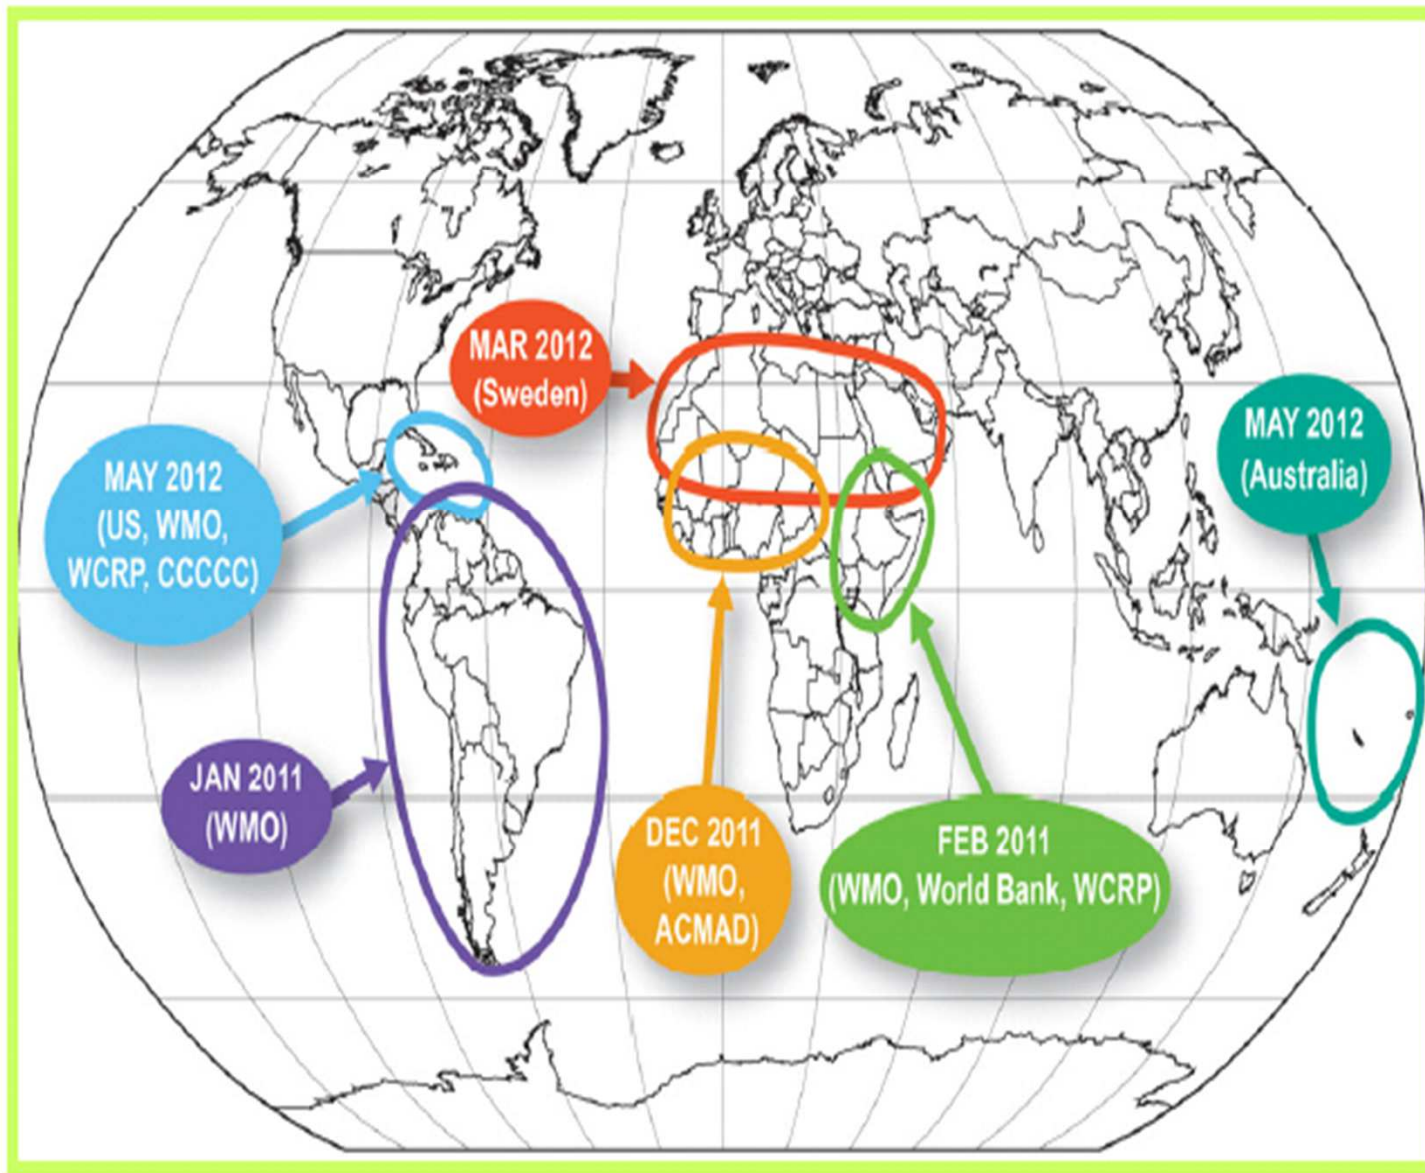 MAR 2012
(Sweden)
MAY 2012
(Australia)
MAY 2012
(US, WMO,
WCRP, CCCCC)
JAN 2011
(WMO)
DEC 2011
(WMO,
ACMAD)
FEB 2011
(WMO, World Bank, WCRP)